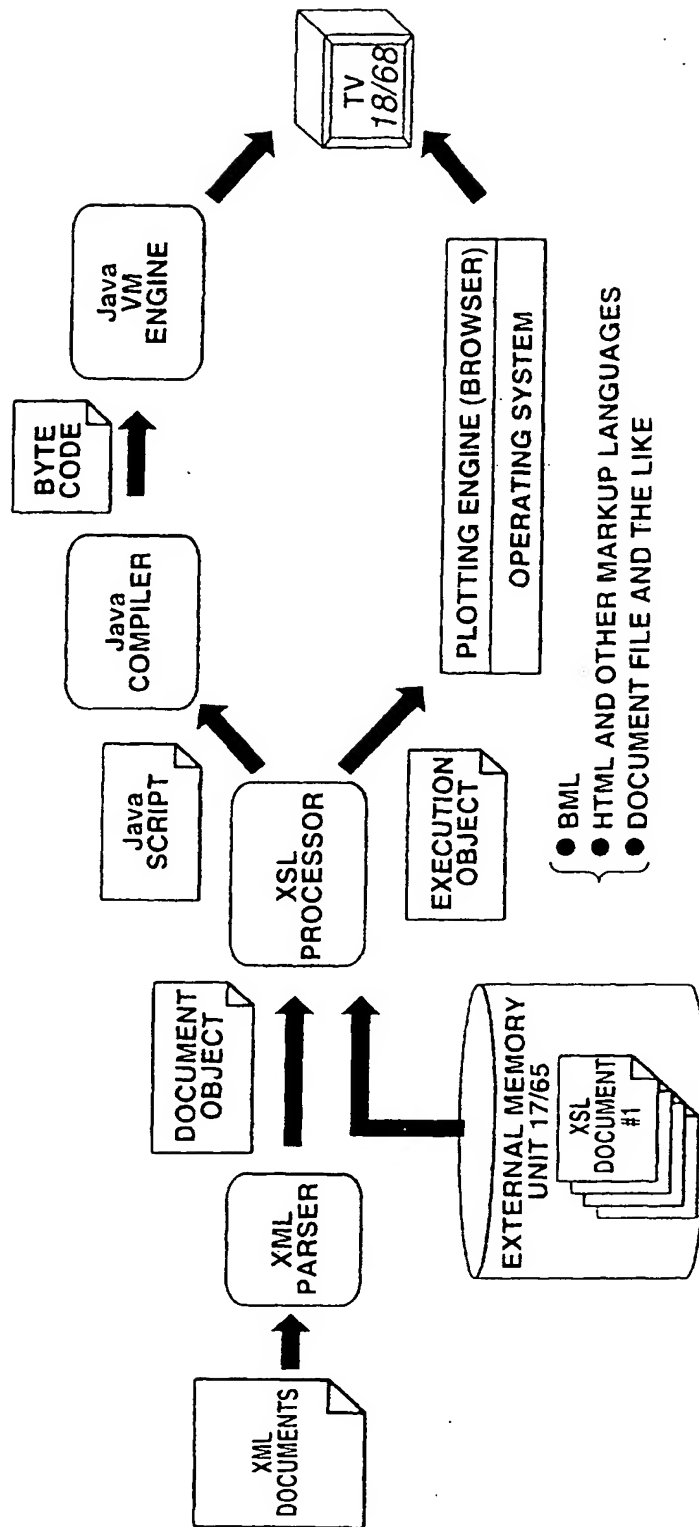 XML
DOCUMENTS
XML
PARSER
DOCUMENT
OBJECT
EXTERNAL MEMORY
UNIT 17/65
XSL
DOCUMENT
#1
XSL
PROCESSOR
Java
SCRIPT
Java
COMPILER
BYTE
CODE
Java
VM
ENGINE
EXECUTION
OBJECT
PLOTTING ENGINE (BROWSER)
OPERATING SYSTEM
● BML
● HTML AND OTHER MARKUP LANGUAGES
● DOCUMENT FILE AND THE LIKE
TV
18/68